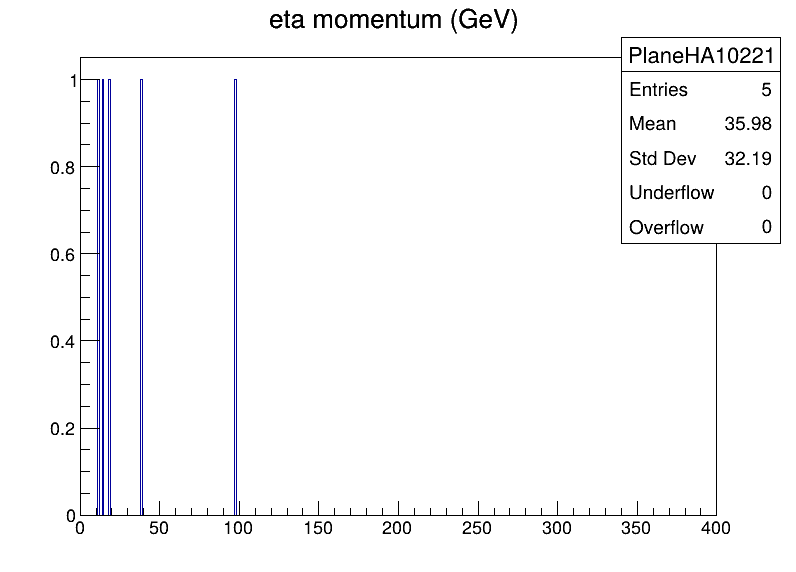 eta momentum (GeV)
PlaneHA10221
Entries 5
Mean 35.98
Std Dev 32.19
Underflow 0
Overflow 0
1
0.8
0.6
0.4
0.2
0
0 50 100 150 200 250 300 350 400